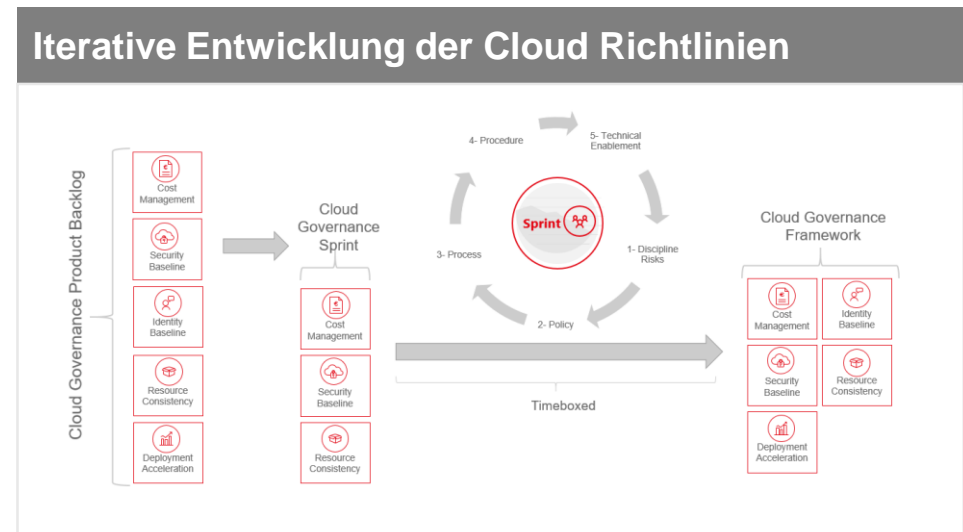 Iterative Entwicklung der Cloud Richtlinien
Cloud Governance Product Backlog
Cost
Management
Security
Baseline
Identity
Baseline
Resource
Consistency
Deployment
Acceleration
Cloud
Governance
Sprint
Cost
Management
Security
Baseline
Resource
Consistency
4- Procedure
5- Technical
Enablement
3- Process
Sprint
1- Discipline
Risks
2- Policy
Timeboxed
Cloud Governance
Framework
Cost
Management
Identity
Baseline
Security
Baseline
Resource
Consistency
Deployment
Acceleration